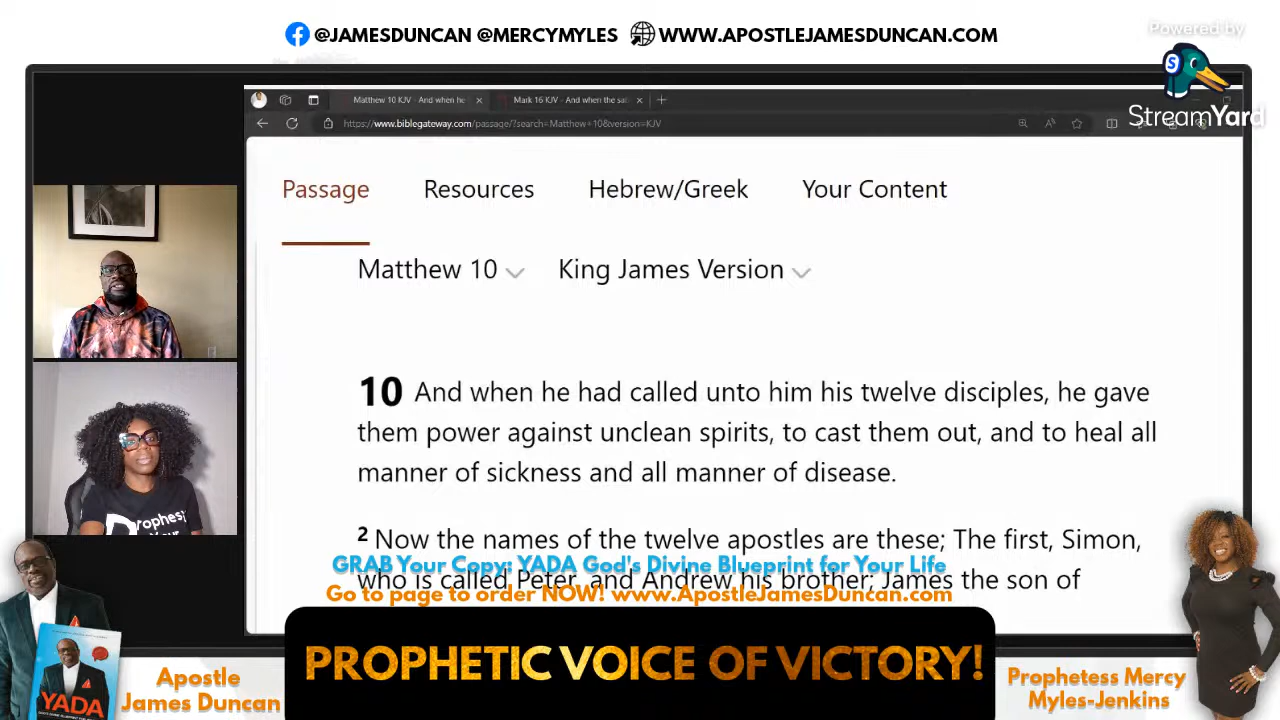 @JAMESDUNCAN @MERCYMYLES WWW.APOSTLEJAMESDUNCAN.COM
Powered by
S
StreamYard
Matthew 10 KJV - And when he
Mark 16 KJV - And when the sa
https://www.biblegateway.com/passage/?search=Matthew+10&version=KJV
Passage Resources Hebrew/Greek Your Content
Matthew 10 King James Version
10 And when he had called unto him his twelve disciples, he gave
them power against unclean spirits, to cast them out, and to heal all
manner of sickness and all manner of disease.
2 Now the names of the twelve apostles are these; The first, Simon,
who is called Peter, and Andrew his brother; James the son of
GRAB Your Copy: YADA God's Divine Blueprint for Your Life
Go to page to order NOW! www.ApostleJamesDuncan.com
PROPHETIC VOICE OF VICTORY!
Apostle
James Duncan
Prophetess Mercy
Myles-Jenkins
YADA
Prophesy
Your